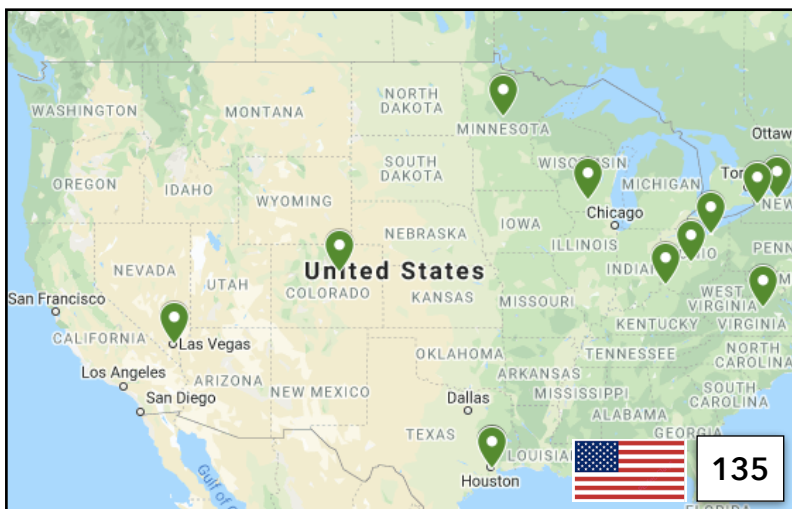 NORTH
DAKOTA
WASHINGTON
MONTANA
MINNESOTA
Ottaw
SOUTH
DAKOTA
WISCONSIN
MICHIGAN
Tor
OREGON
IDAHO
WYOMING
NEW
Chicago
IOWA
NEBRASKA
ILLINOIS
OHIO
PENN
United States
NEVADA
UTAH
COLORADO
INDIAN
San Francisco
KANSAS
MISSOURI
WEST
VIRGINIA
KENTUCKY
VIRGINIA
CALIFORNIA
Las Vegas
OKLAHOMA
TENNESSEE
NORTH
CAROLINA
Los Angeles
ARIZONA
NEW MEXICO
ARKANSAS
San Diego
Dallas
MISSISSIPPI
SOUTH
CAROLINA
ALABAMA
TEXAS
GEORGIA
LOUISIA
Gulf of
Houston
135
FLORIDA